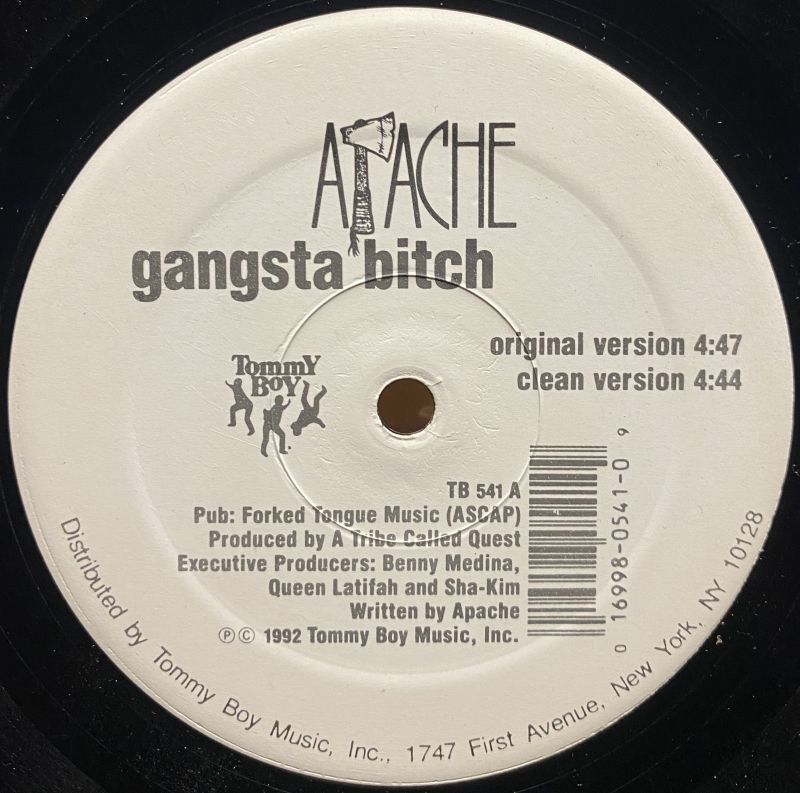 APACHE
gangsta bitch
original version 4:47
clean version 4:44
Tommy
Boy
TB 541 A
Pub: Forked Tongue Music (ASCAP)
Produced by A Tribe Called Quest
Executive Producers: Benny Medina,
Queen Latifah and Sha-Kim
Written by Apache
℗© 1992 Tommy Boy Music, Inc.
0 16998-0541-0 9
Distributed by Tommy Boy Music, Inc., 1747 First Avenue, New York, NY 10128